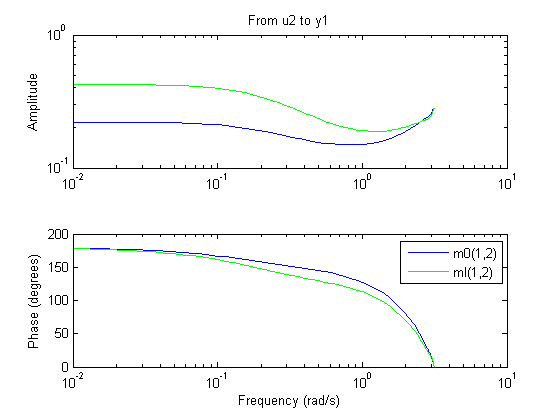 From u2 to y1
10^0
Amplitude
10^-1
10^-2
10^-1
10^0
10^1
200
150
100
50
0
Phase (degrees)
m0(1,2)
ml(1,2)
10^-2
10^-1
10^0
10^1
Frequency (rad/s)